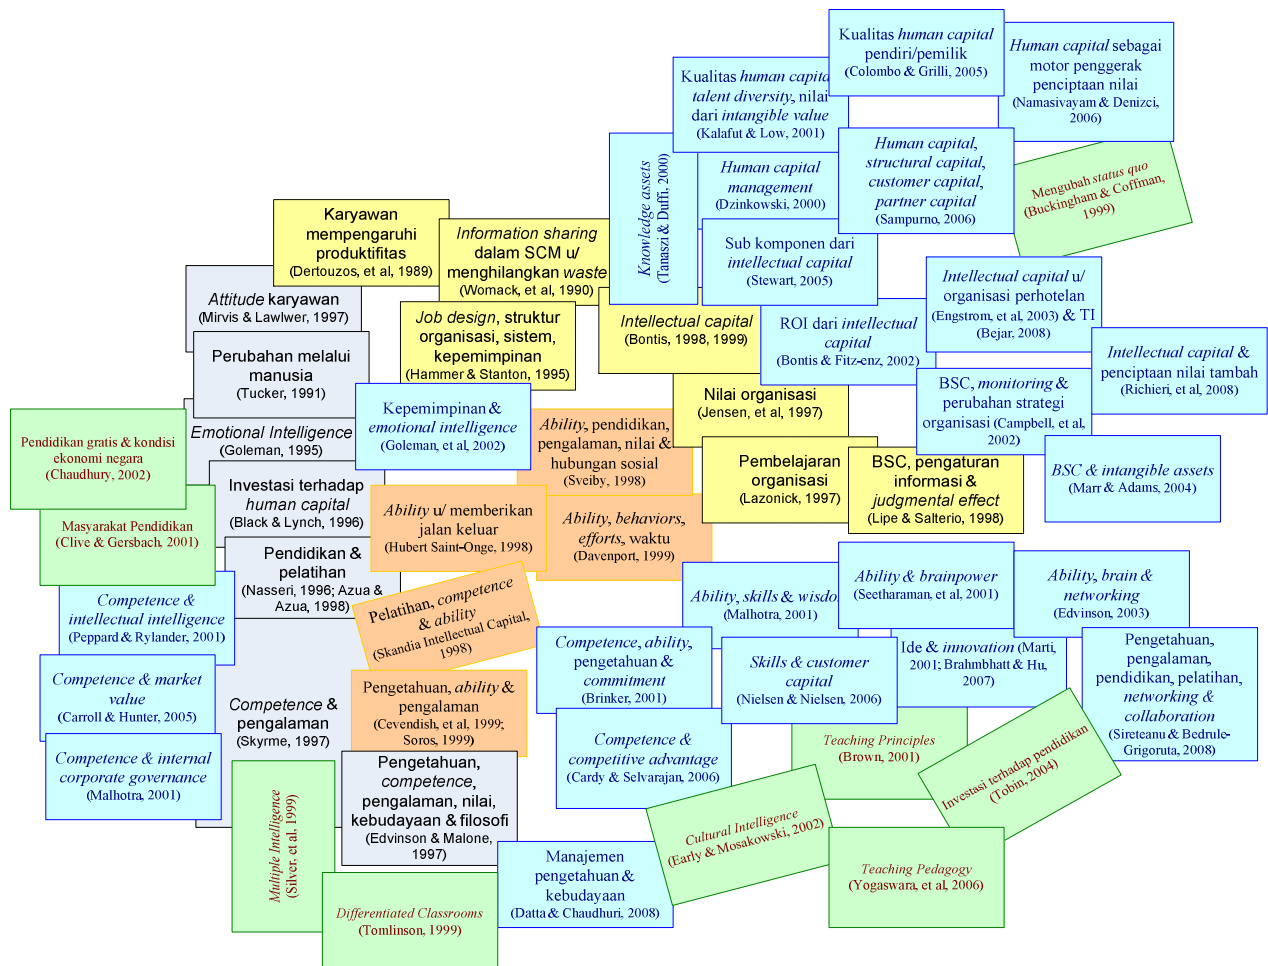 Kualitas human capital
pendiri/pemilik
(Colombo & Grilli, 2005)
Human capital sebagai
motor penggerak
penciptaan nilai
(Namasivayam & Denizci,
2006)
Kualitas human
talent diversity, nilai
dari intangible value
(Kalafut & Low, 2001)
Human capital,
structural capital,
customer capital,
partner capital
(Sampurno, 2006)
Mengubah status quo
(Buckingham & Coffman,
1999)
Knowledge assets
(Tanaszi & Duffi, 2000)
Human capital
management
(Dzinkowski, 2000)
Sub komponen dari
intellectual capital
(Stewart, 2005)
Karyawan
mempengaruhi
produktifitas
(Dertouzos, et al, 1989)
Information sharing
dalam SCM u/
menghilangkan waste
(Womack, et al, 1990)
Attitude karyawan
(Mirvis & Lawlwer, 1997)
Job design, struktur
organisasi, sistem,
kepemimpinan
(Hammer & Stanton, 1995)
Intellectual capital
(Bontis, 1998, 1999)
ROI dari intellectual
capital
(Bontis & Fitz-enz, 2002)
Intellectual capital u/
organisasi perhotelan
(Engstrom, et al, 2003) & TI
(Bejar, 2008)
Intellectual capital &
penciptaan nilai tambah
(Richieri, et al, 2008)
Perubahan melalui
manusia
(Tucker, 1991)
Nilai organisasi
(Jensen, et al, 1997)
BSC, monitoring &
perubahan strategi
organisasi (Campbell, et al,
2002)
Kepemimpinan &
emotional intelligence
(Goleman, et al, 2002)
Emotional Intelligence
(Goleman, 1995)
Ability, pendidikan,
pengalaman, nilai &
hubungan sosial
(Sveiby, 1998)
Pendidikan gratis & kondisi
ekonomi negara
(Chaudhury, 2002)
Pembelajaran
organisasi
(Lazonick, 1997)
BSC, pengaturan
informasi &
judgmental effect
(Lipe & Salterio, 1998)
BSC & intangible assets
(Marr & Adams, 2004)
Investasi terhadap
human capital
(Black & Lynch, 1996)
Ability u/ memberikan
jalan keluar
(Hubert Saint-Onge, 1998)
Ability, behaviors,
efforts, waktu
(Davenport, 1999)
Masyarakat Pendidikan
(Clive & Gersbach, 2001)
Pendidikan &
pelatihan
(Nasseri, 1996; Azua &
Azua, 1998)
Pelatihan, competence
& ability
(Skandia Intellectual Capital,
1998)
Competence &
intellectual intelligence
(Peppard & Rylander, 2001)
Ability, skills &
(Malhotra, 2001)
Ability & brainpower
(Seetharaman, et al, 2001)
Ability, brain &
networking
(Edvinson, 2003)
Competence, ability,
pengetahuan &
commitment
(Brinker, 2001)
Skills & customer
capital
(Nielsen & Nielsen, 2006)
Ide & innovation (Marti,
2001; Brahmbhatt & Hu,
2007)
Pengetahuan,
pengalaman,
pendidikan, pelatihan,
networking &
collaboration
(Sireteanu & Bedrule-
Grigoruta, 2008)
Competence & market
value
(Carroll & Hunter, 2005)
Competence &
pengalaman
(Skyrme, 1997)
Pengetahuan, ability &
pengalaman
(Cevendish, et al, 1999;
Soros, 1999)
Competence & internal
corporate governance
(Malhotra, 2001)
Competence &
competitive advantage
(Cardy & Selvarajan, 2006)
Teaching Principles
(Brown, 2001)
Investasi terhadap pendidikan
(Tobin, 2004)
Multiple Intelligence
(Silver, et al, 1999)
Pengetahuan,
competence,
pengalaman, nilai,
kebudayaan & filosofi
(Edvinson & Malone,
1997)
Cultural Intelligence
(Early & Mosakowski, 2002)
Teaching Pedagogy
(Yogaswara, et al, 2006)
Manajemen
pengetahuan &
kebudayaan
(Datta & Chaudhuri, 2008)
Differentiated Classrooms
(Tomlinson, 1999)